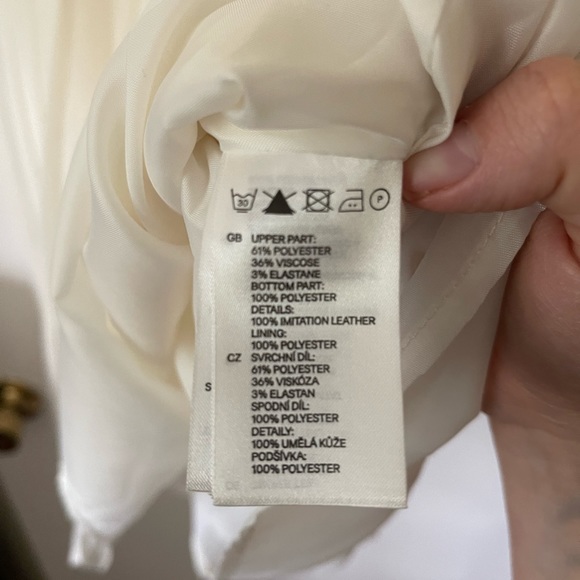 30 P
GB UPPER PART:
61% POLYESTER
36% VISCOSE
3% ELASTANE
BOTTOM PART:
100% POLYESTER
DETAILS:
100% IMITATION LEATHER
LINING:
100% POLYESTER
CZ SVRCHNÍ DÍL:
61% POLYESTER
36% VISKÓZA
3% ELASTAN
S SPODNÍ DÍL:
100% POLYESTER
DETAILY:
100% UMĚLÁ KŮŽE
PODŠÍVKA:
100% POLYESTER